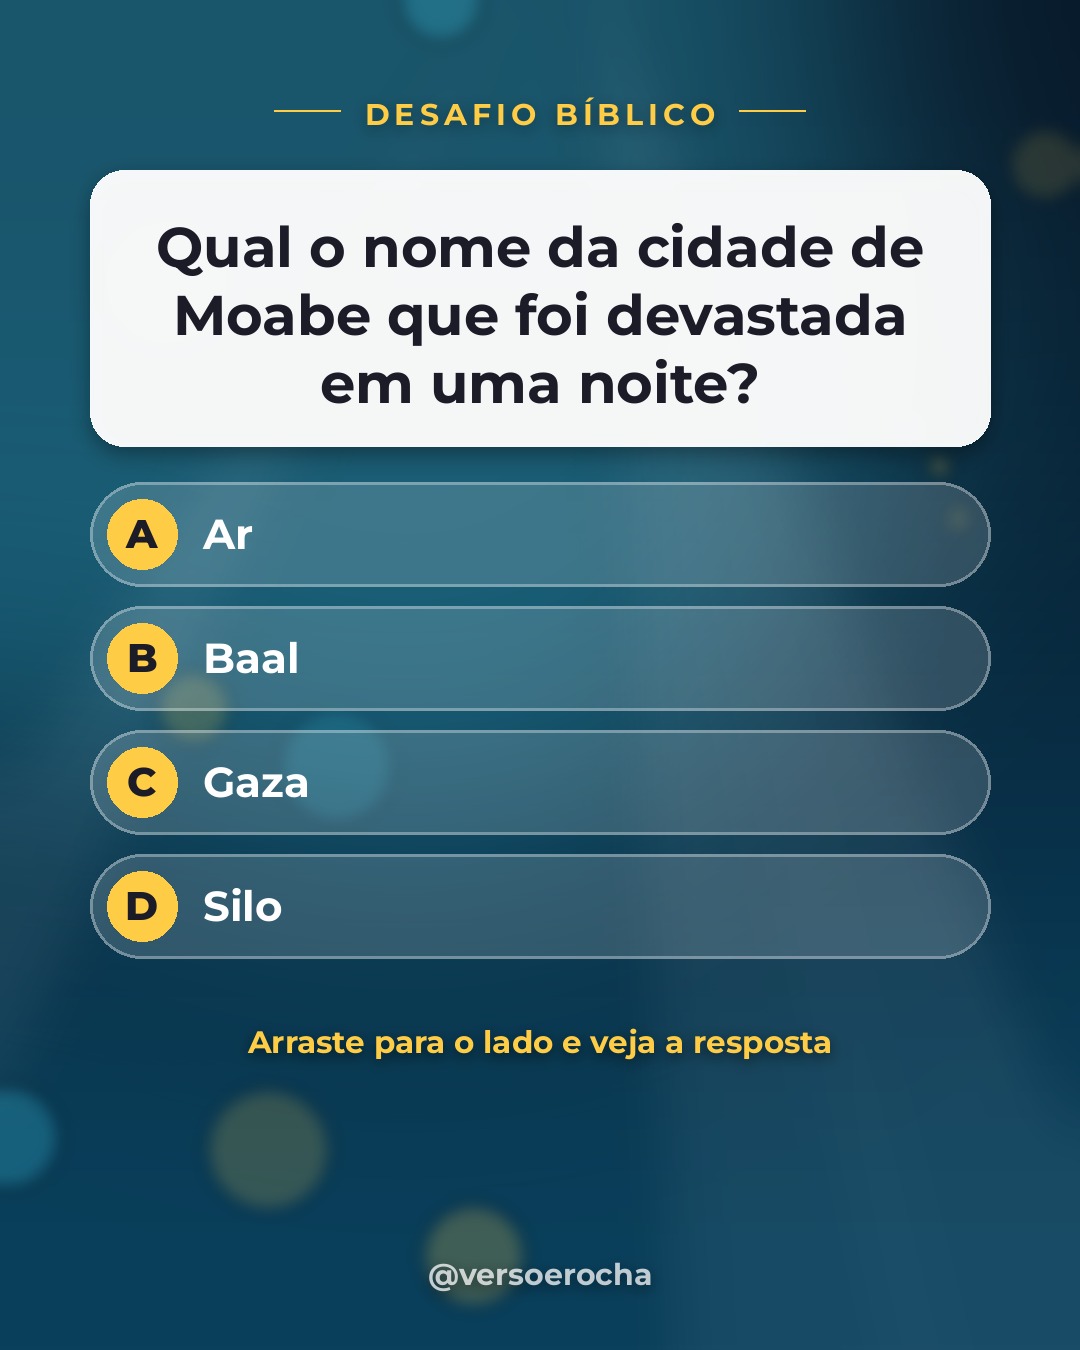 DESAFIO BÍBLICO
Qual o nome da cidade de
Moabe que foi devastada
em uma noite?
A Ar
B Baal
C Gaza
D Silo
Arraste para o lado e veja a resposta
@versoerocha